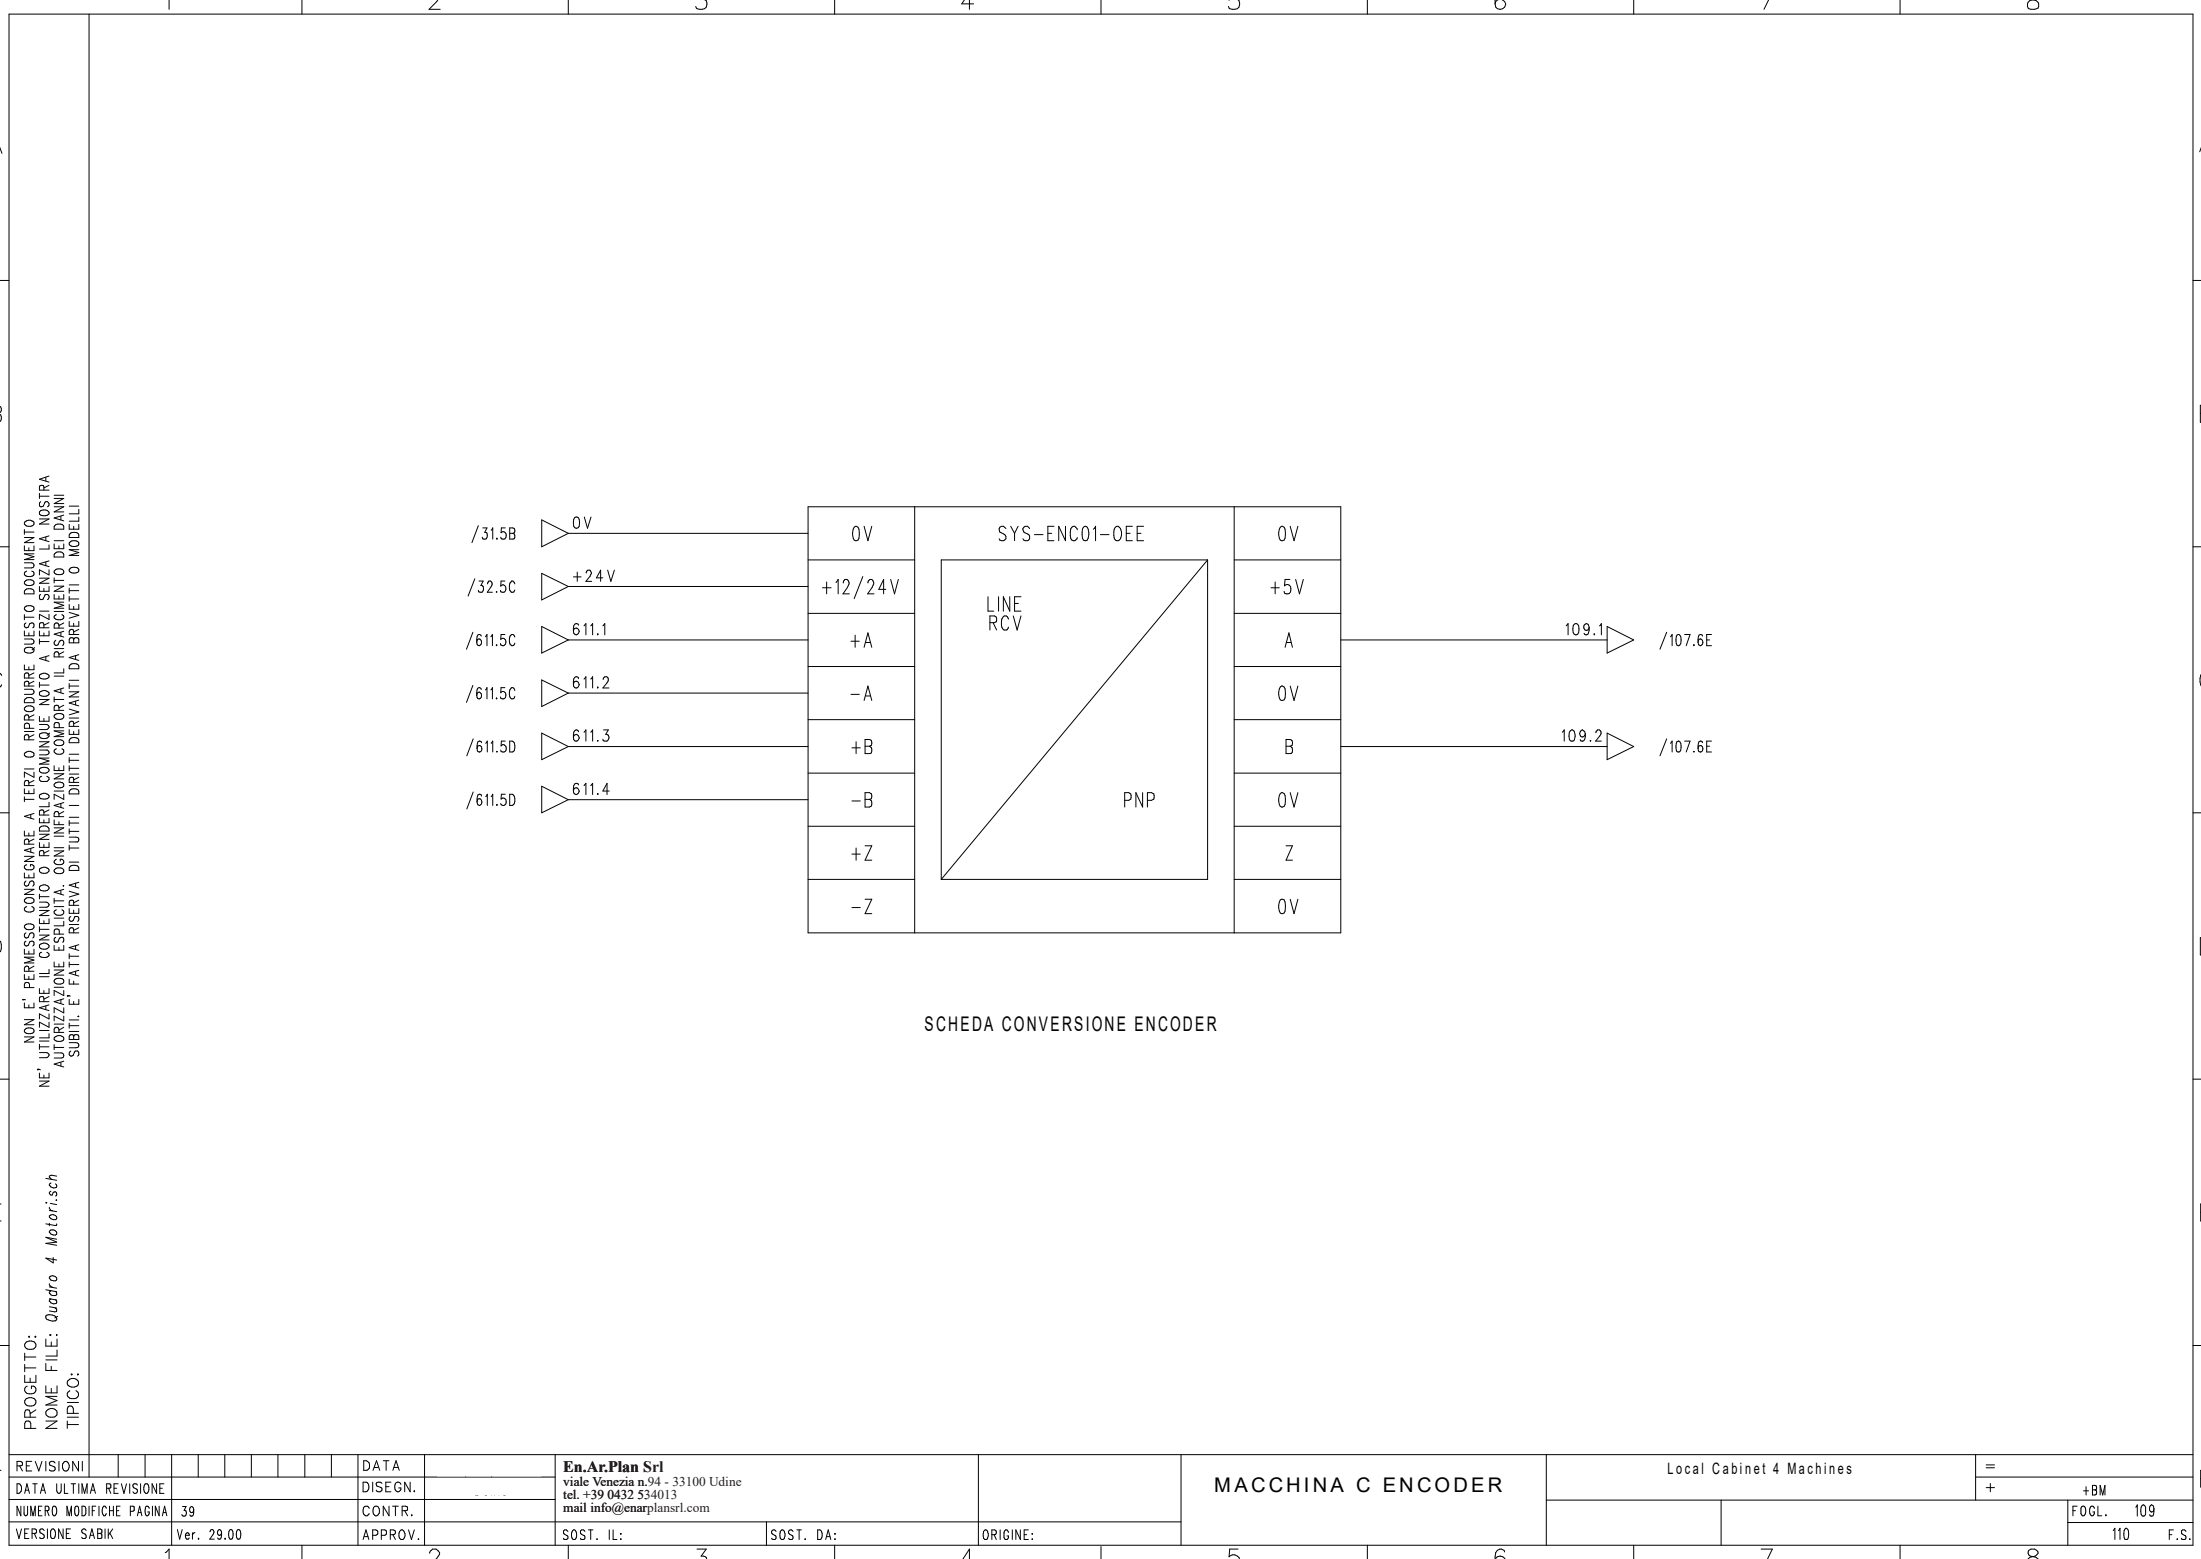 1 2 3 4 5 6 7 8
/31.5B 0V 0V SYS-ENC01-OEE 0V
/32.5C +24V +12/24V +5V
LINE
RCV
/611.5C 611.1 +A A 109.1 /107.6E
/611.5C 611.2 -A 0V
/611.5D 611.3 +B B 109.2 /107.6E
/611.5D 611.4 -B PNP 0V
+Z Z
-Z 0V
SCHEDA CONVERSIONE ENCODER
NON E' PERMESSO CONSEGNARE A TERZI O RIPRODURRE QUESTO DOCUMENTO
NE' UTILIZZARE IL CONTENUTO O RENDERLO COMUNQUE NOTO A TERZI SENZA LA NOSTRA
AUTORIZZAZIONE ESPLICITA. OGNI INFRAZIONE COMPORTA IL RISARCIMENTO DEI DANNI
SUBITI. E' FATTA RISERVA DI TUTTI I DIRITTI DERIVANTI DA BREVETTI O MODELLI
PROGETTO:
NOME FILE: Quadro 4 Motori.sch
TIPICO:
REVISIONI
DATA ULTIMA REVISIONE
NUMERO MODIFICHE PAGINA 39
VERSIONE SABIK Ver. 29.00
DATA
DISEGN.
CONTR.
APPROV.
En.Ar.Plan Srl
viale Venezia n.94 - 33100 Udine
tel. +39 0432 534013
mail info@enarplansrl.com
SOST. IL: SOST. DA: ORIGINE:
MACCHINA C ENCODER
Local Cabinet 4 Machines
=
+ +BM
FOGL. 109
110 F.S.
1 2 3 4 5 6 7 8